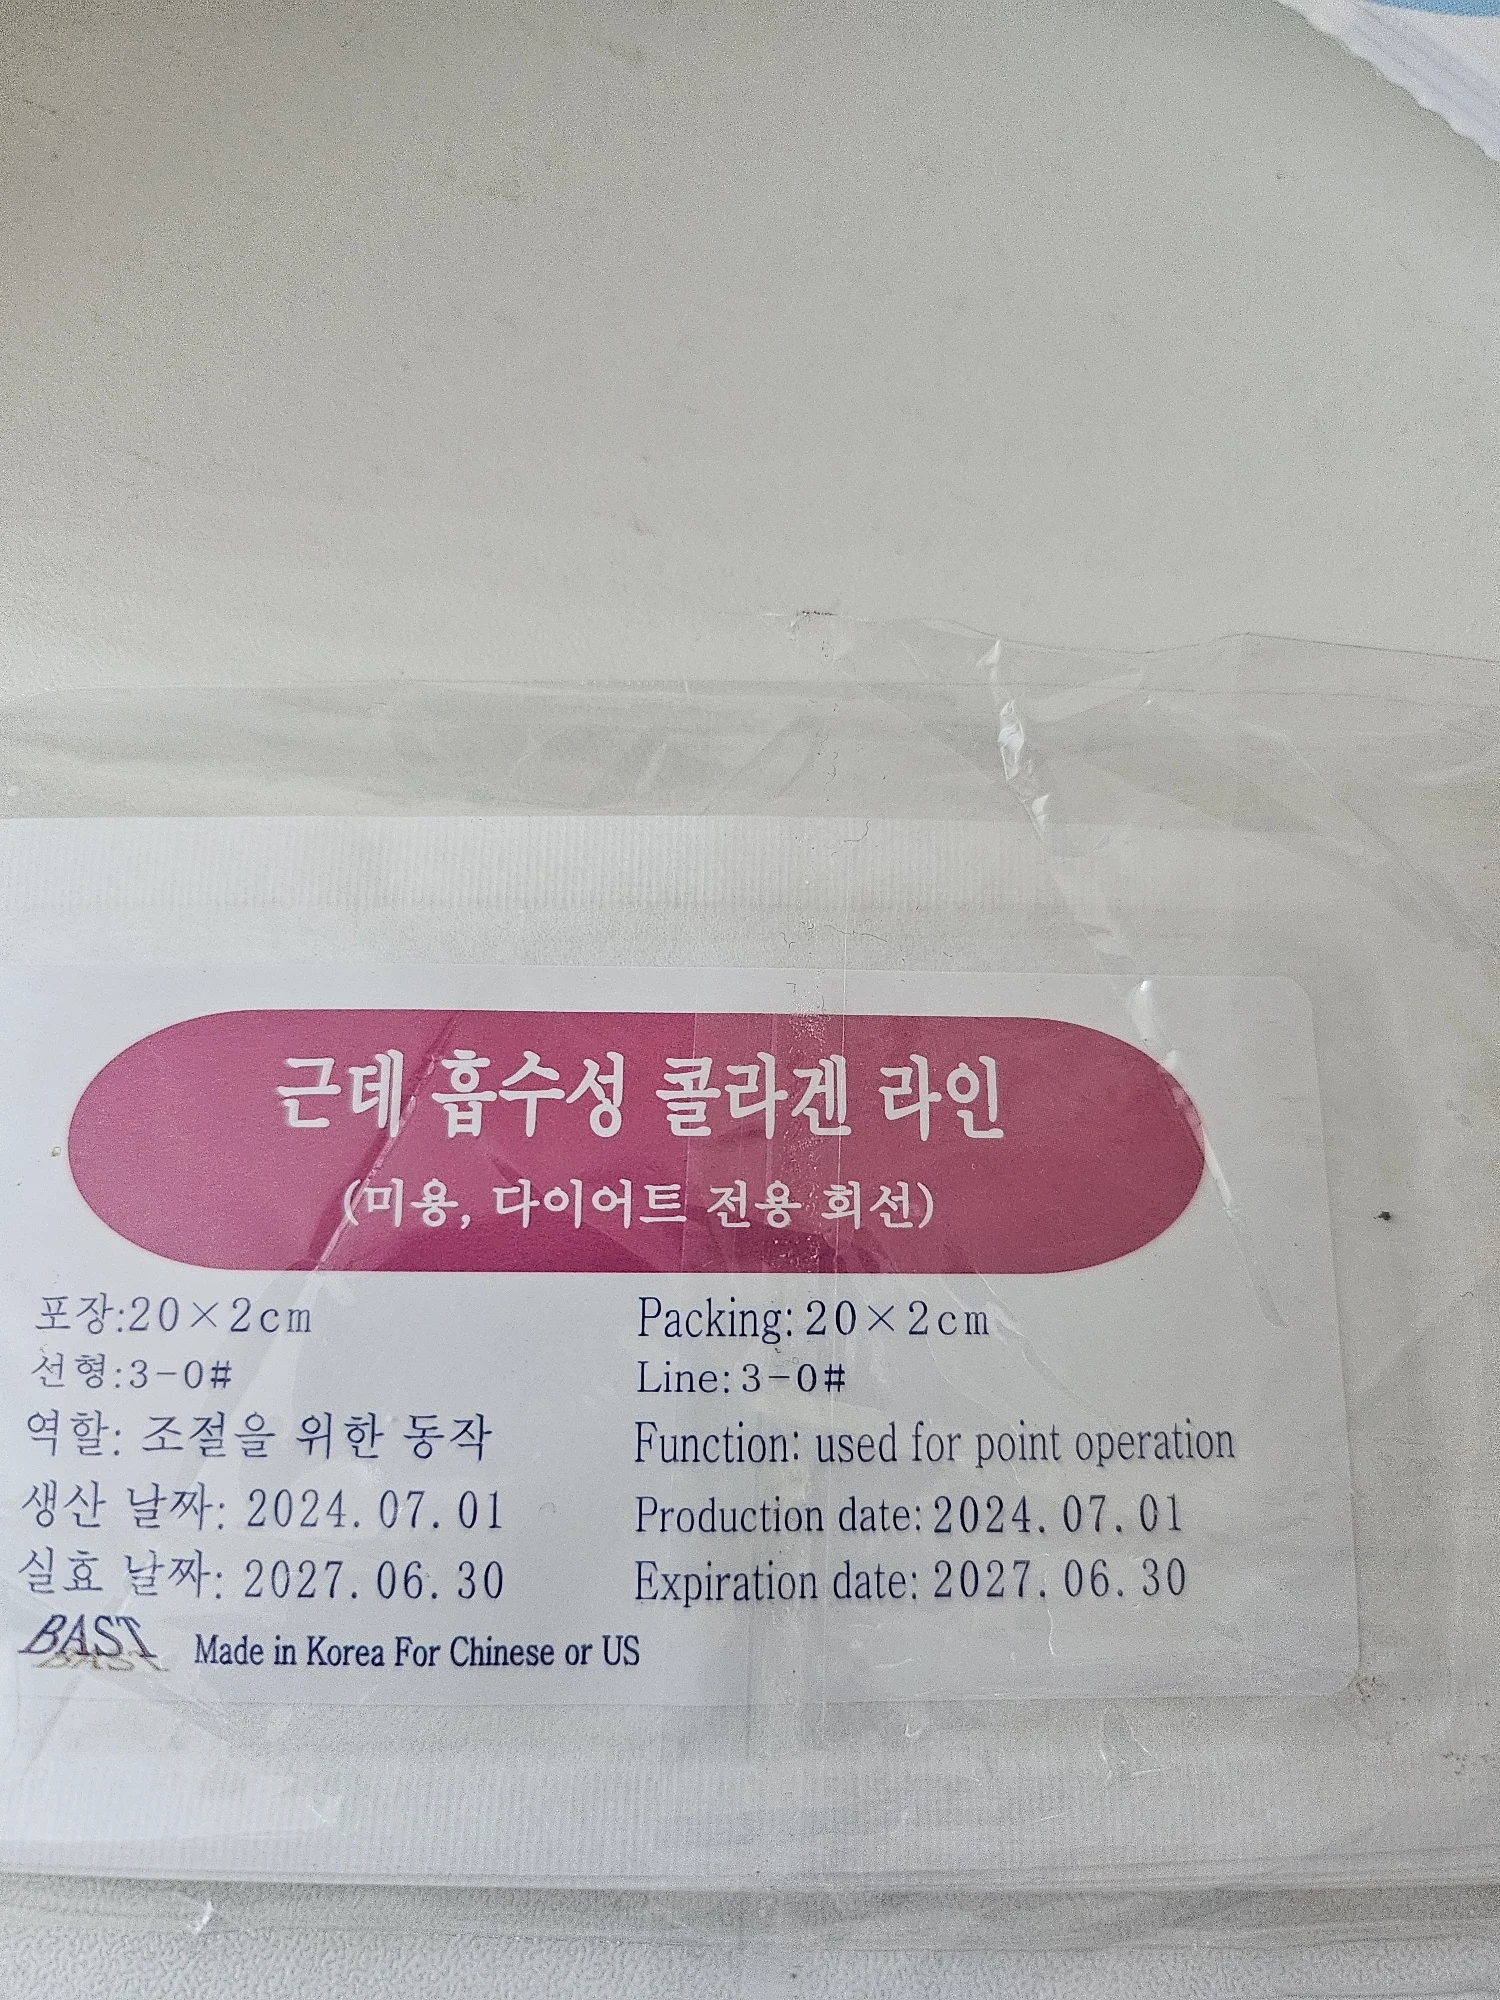 근데 흡수성 콜라겐 라인
(미용, 다이어트 전용 회선)
포장:20×2cm
선형:3-0#
역할: 조절을 위한 동작
생산 날짜: 2024.07.01
실효 날짜: 2027.06.30
Packing: 20×2cm
Line: 3-0#
Function: used for point operation
Production date: 2024.07.01
Expiration date: 2027.06.30
BAST Made in Korea For Chinese or US